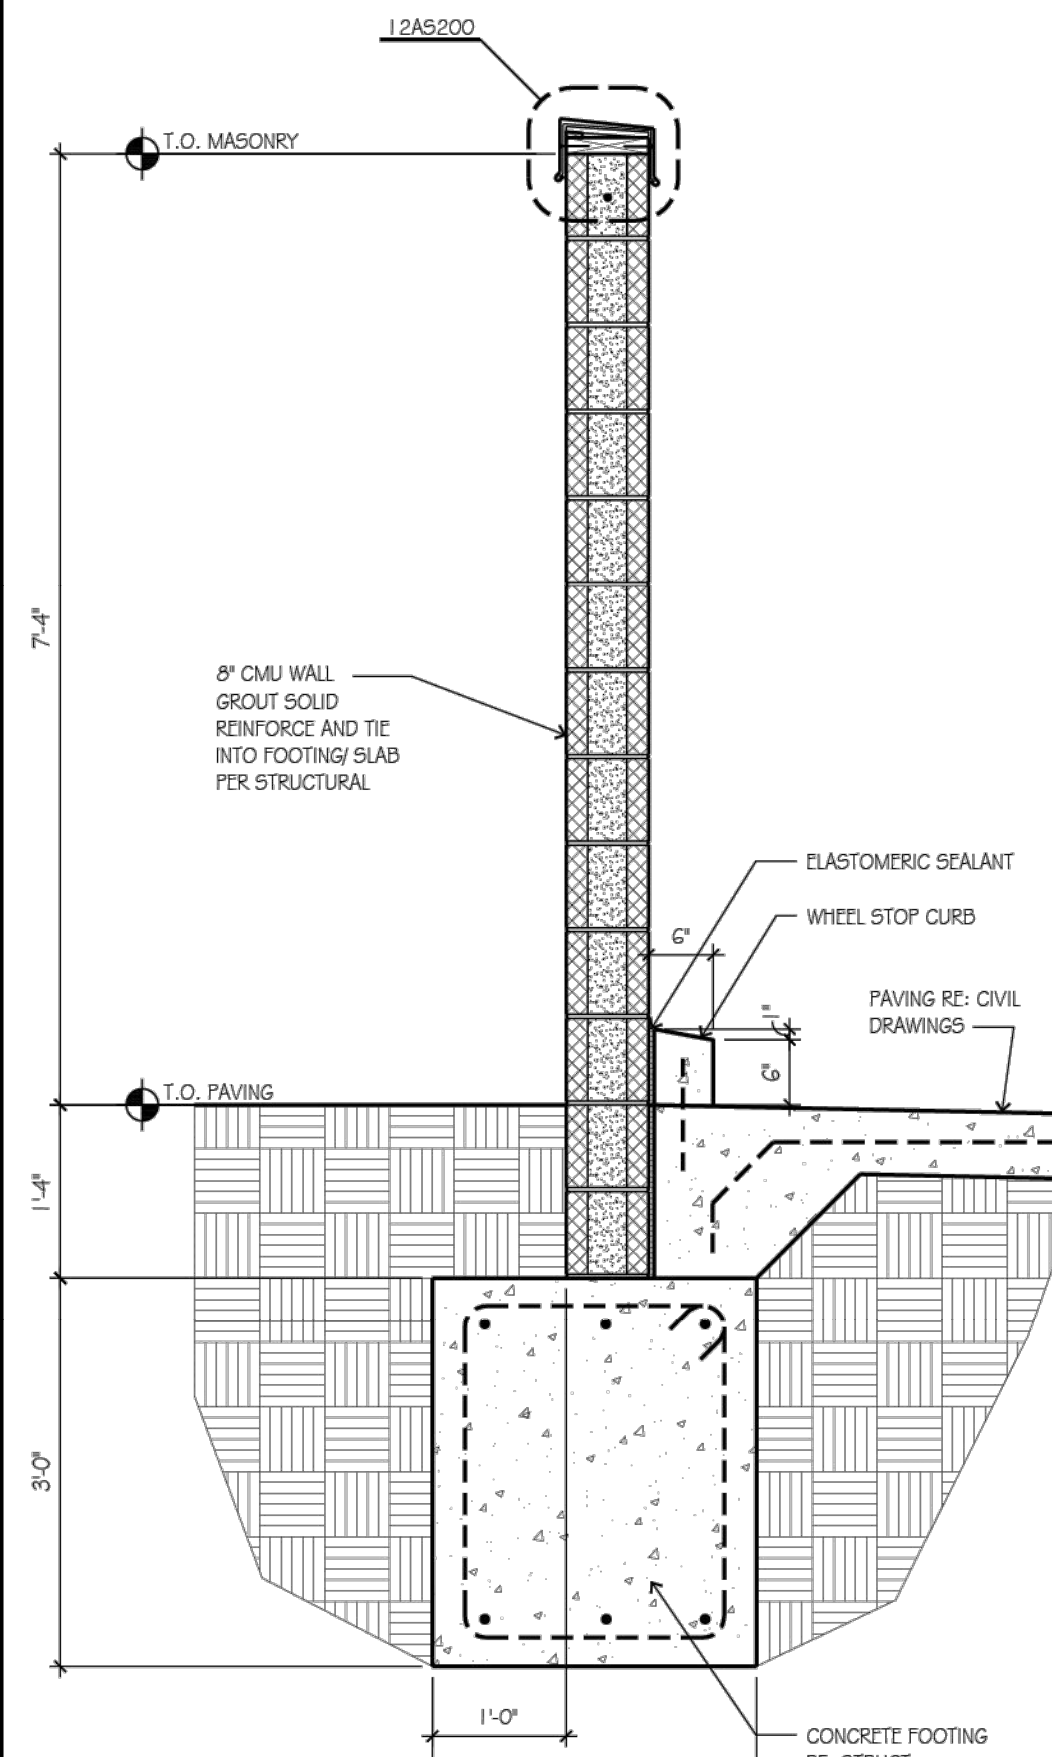 12AS200
T.O. MASONRY
7'-4"
8" CMU WALL
GROUT SOLID
REINFORCE AND TIE
INTO FOOTING/ SLAB
PER STRUCTURAL
ELASTOMERIC SEALANT
WHEEL STOP CURB
6"
PAVING RE: CIVIL
DRAWINGS
1"
6"
T.O. PAVING
1'-4"
3'-0"
1'-0"
CONCRETE FOOTING
RE: STRUCT